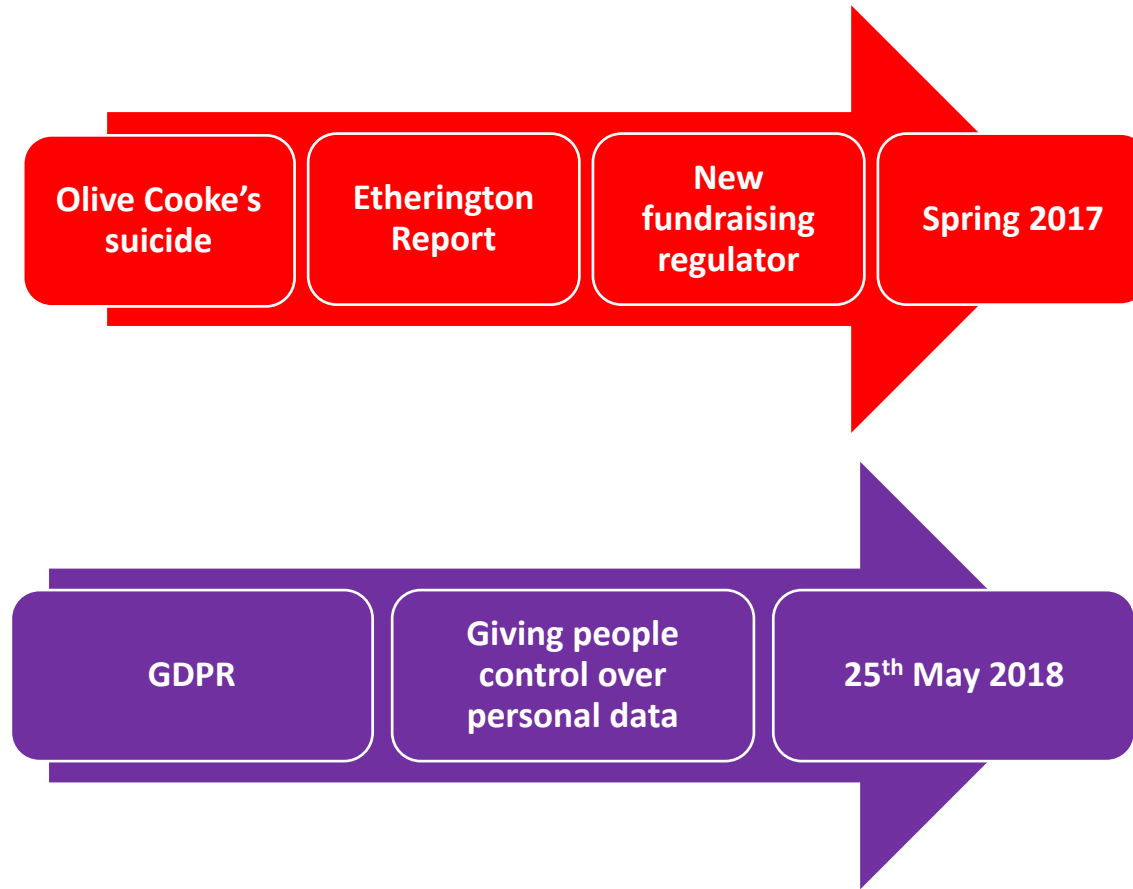 Olive Cooke’s
suicide
Etherington
Report
New
fundraising
regulator
Spring 2017
GDPR
Giving people
control over
personal data
25th May 2018